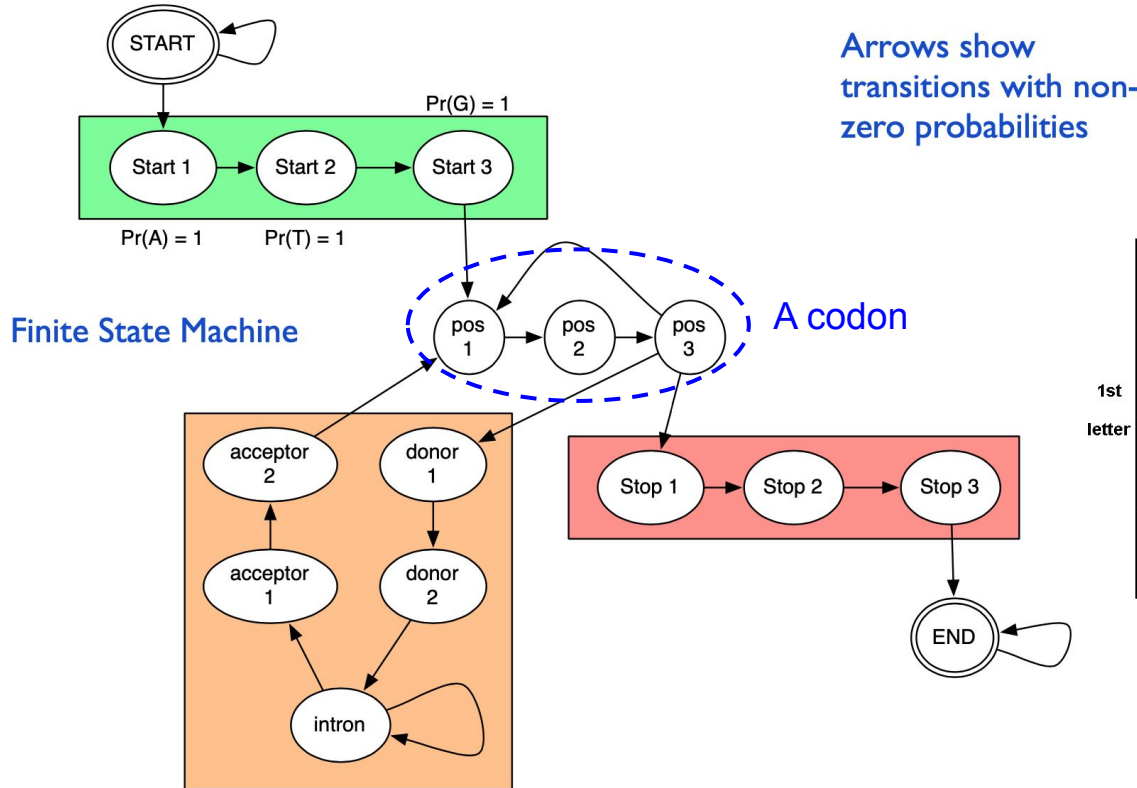 START
Arrows show
transitions with non-
zero probabilities
Pr(G) = 1
Start 1
Start 2
Start 3
Pr(A) = 1
Pr(T) = 1
Finite State Machine
pos
1
pos
2
pos
3
A codon
1st
letter
acceptor
2
donor
1
Stop 1
Stop 2
Stop 3
acceptor
1
donor
2
END
intron